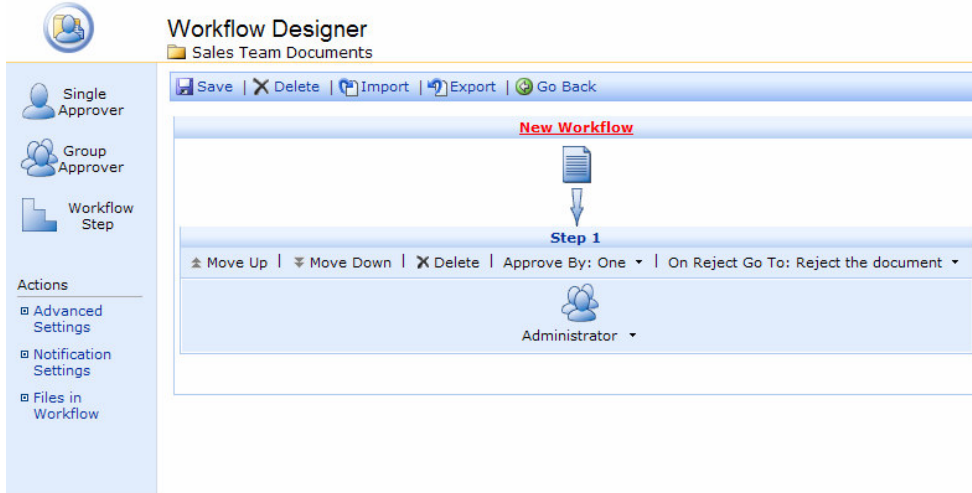 Workflow Designer
Sales Team Documents
Save | Delete | Import | Export | Go Back
Single
Approver
Group
Approver
Workflow
Step
Actions
Advanced
Settings
Notification
Settings
Files in
Workflow
New Workflow
Step 1
Move Up | Move Down | Delete | Approve By: One | On Reject Go To: Reject the document
Administrator